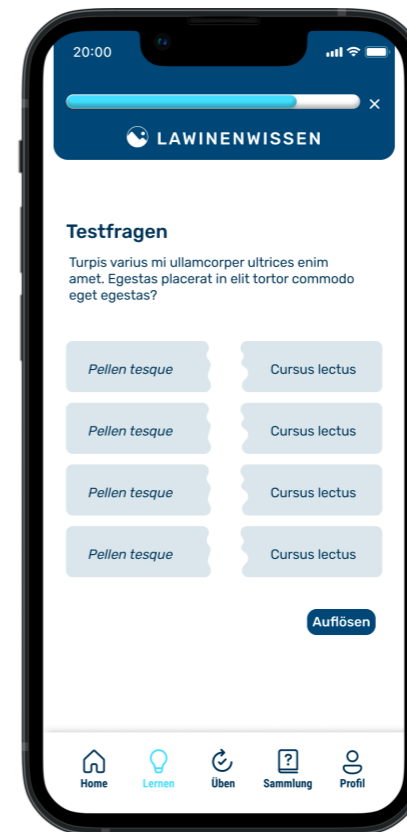 20:00
LAWINENWISSEN
Testfragen
Turpis varius mi ullamcorper ultrices enim
amet. Egestas placerat in elit tortor commodo
eget egestas?
Pellen tesque
Cursus lectus
Pellen tesque
Cursus lectus
Pellen tesque
Cursus lectus
Pellen tesque
Cursus lectus
Auflösen
Home
Lernen
Üben
Sammlung
Profil